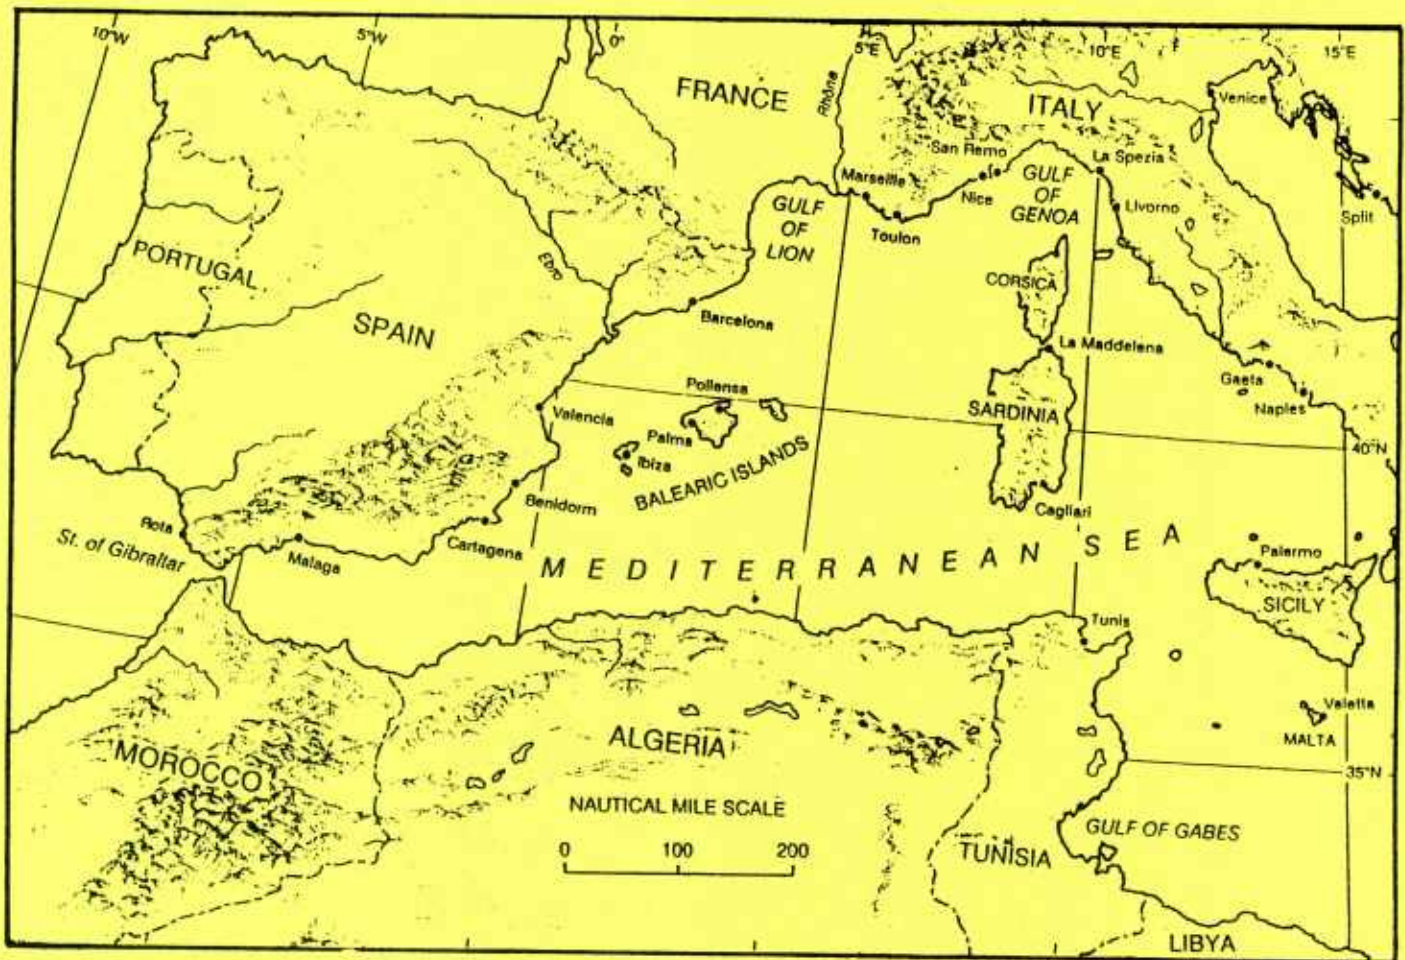 10°W
5°W
0°
5°E
10°E
15°E
FRANCE
Rhône
ITALY
Venice
San Remo
La Spezia
Marseille
Nice
GULF
OF
GENOA
GULF
OF
LION
Toulon
Livorno
Split
PORTUGAL
Ebro
CORSICA
SPAIN
Barcelona
La Maddelena
Pollensa
Gaeta
Valencia
SARDINIA
Naples
Palma
40°N
Ibiza
BALEARIC ISLANDS
Benidorm
Cagliari
Rota
St. of Gibraltar
Malaga
Cartagena
MEDITERRANEAN SEA
Palermo
SICILY
Tunis
Valetta
MALTA
ALGERIA
MOROCCO
35°N
NAUTICAL MILE SCALE
0 100 200
GULF OF GABES
TUNISIA
LIBYA